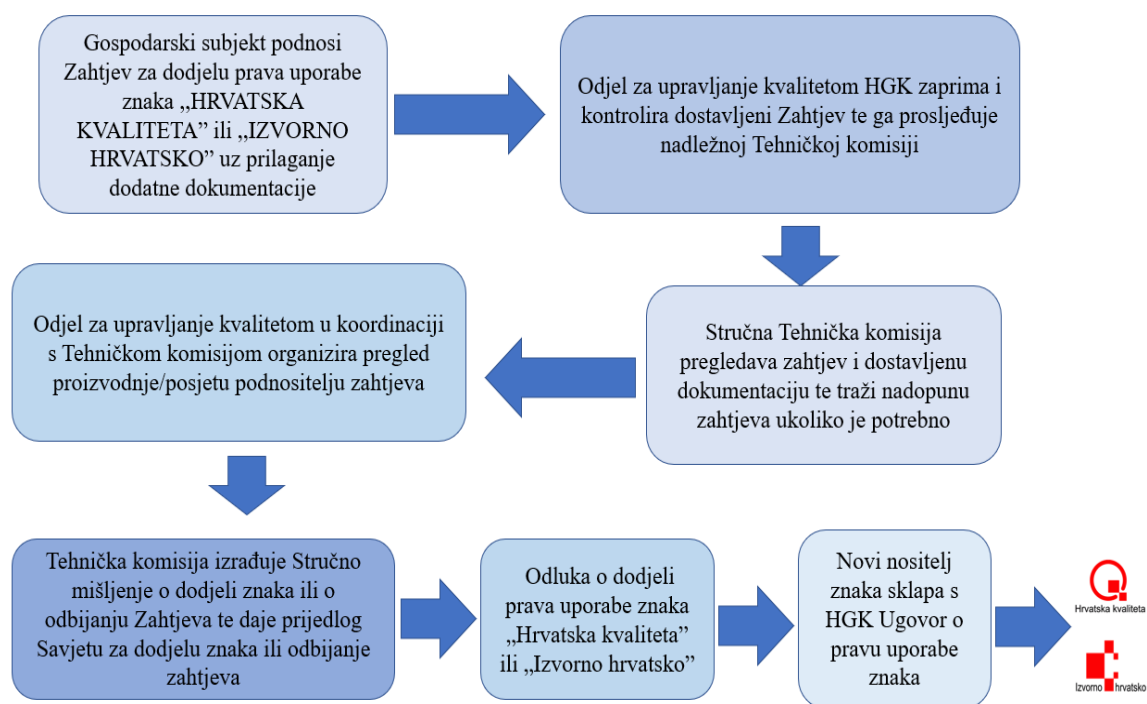 Gospodarski subjekt podnosi
Zahtjev za dodjelu prava uporabe
znaka „HRVATSKA
KVALITETA” ili „IZVORNO
HRVATSKO” uz prilaganje
dodatne dokumentacije
Odjel za upravljanje kvalitetom HGK zaprima i
kontrolira dostavljeni Zahtjev te ga prosljeđuje
nadležnoj Tehničkoj komisiji
Stručna Tehnička komisija
pregledava zahtjev i dostavljenu
dokumentaciju te traži nadopunu
zahtjeva ukoliko je potrebno
Odjel za upravljanje kvalitetom u koordinaciji
s Tehničkom komisijom organizira pregled
proizvodnje/posjetu podnositelju zahtjeva
Tehnička komisija izrađuje Stručno
mišljenje o dodjeli znaka ili o
odbijanju Zahtjeva te daje prijedlog
Savjetu za dodjelu znaka ili odbijanje
zahtjeva
Odluka o dodjeli
prava uporabe znaka
„Hrvatska kvaliteta”
ili „Izvorno hrvatsko”
Novi nositelj
znaka sklapa s
HGK Ugovor o
pravu uporabe
znaka
Hrvatska kvaliteta
Izvorno hrvatsko